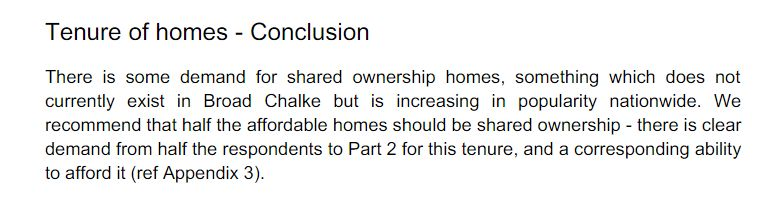 Tenure of homes - Conclusion
There is some demand for shared ownership homes, something which does not
currently exist in Broad Chalke but is increasing in popularity nationwide. We
recommend that half the affordable homes should be shared ownership - there is clear
demand from half the respondents to Part 2 for this tenure, and a corresponding ability
to afford it (ref Appendix 3).